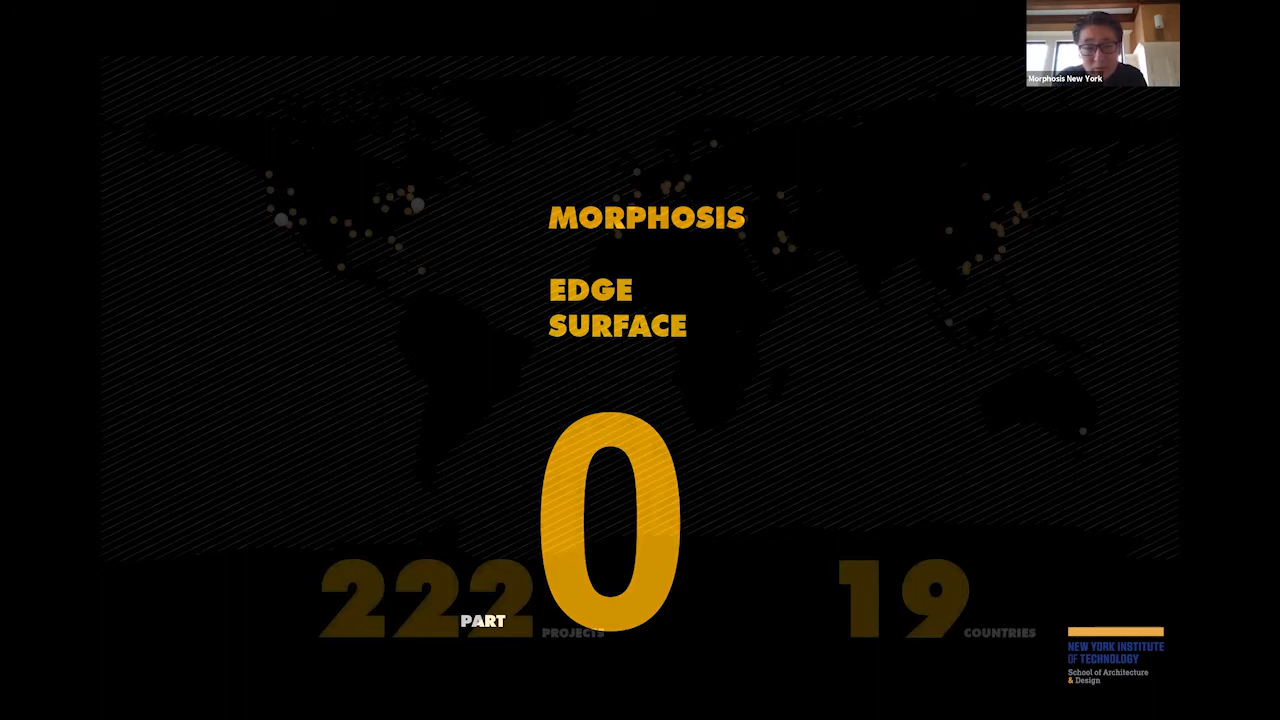 Morphosis New York
MORPHOSIS
EDGE
SURFACE
0
222
19
PART
PROJECTS
COUNTRIES
NEW YORK INSTITUTE
OF TECHNOLOGY
School of Architecture
& Design